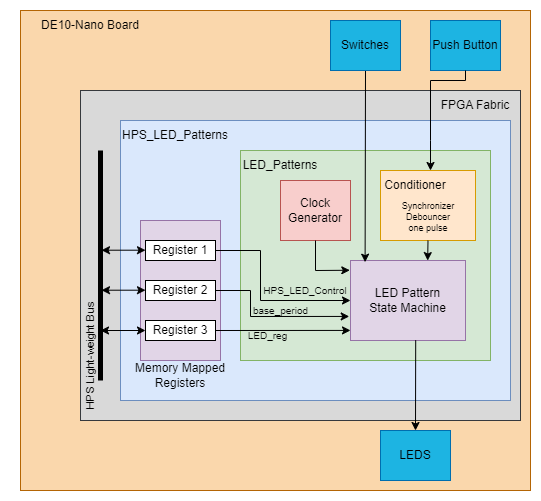 DE10-Nano Board
Switches
Push Button
FPGA Fabric
HPS_LED_Patterns
LED_Patterns
Clock
Generator
Conditioner
Synchronizer
Debouncer
one pulse
Register 1
Register 2
Register 3
HPS_LED_Control
base_period
LED_reg
LED Pattern
State Machine
Memory Mapped
Registers
HPS Light-weight Bus
LEDS